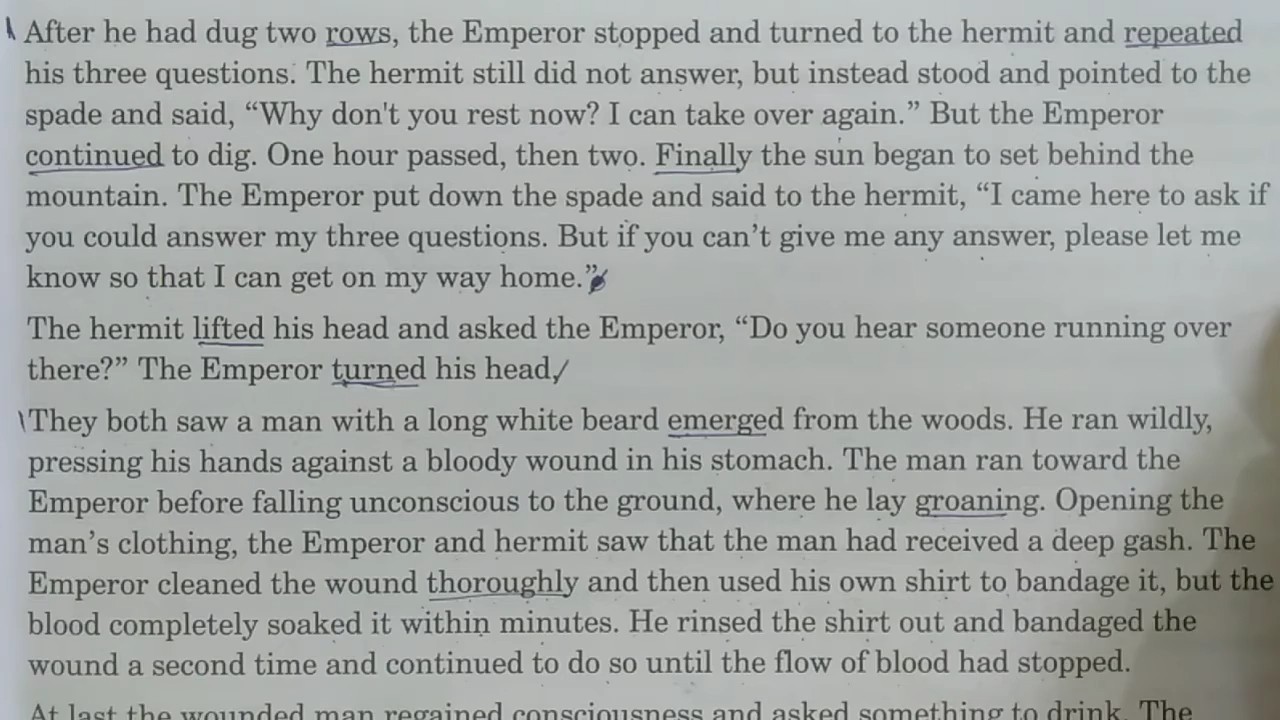 After he had dug two rows, the Emperor stopped and turned to the hermit and repeated
his three questions. The hermit still did not answer, but instead stood and pointed to the
spade and said, “Why don't you rest now? I can take over again.” But the Emperor
continued to dig. One hour passed, then two. Finally the sun began to set behind the
mountain. The Emperor put down the spade and said to the hermit, “I came here to ask if
you could answer my three questions. But if you can’t give me any answer, please let me
know so that I can get on my way home.”
The hermit lifted his head and asked the Emperor, “Do you hear someone running over
there?” The Emperor turned his head,
They both saw a man with a long white beard emerged from the woods. He ran wildly,
pressing his hands against a bloody wound in his stomach. The man ran toward the
Emperor before falling unconscious to the ground, where he lay groaning. Opening the
man’s clothing, the Emperor and hermit saw that the man had received a deep gash. The
Emperor cleaned the wound thoroughly and then used his own shirt to bandage it, but the
blood completely soaked it within minutes. He rinsed the shirt out and bandaged the
wound a second time and continued to do so until the flow of blood had stopped.
At last the wounded man regained consciousness and asked something to drink. The